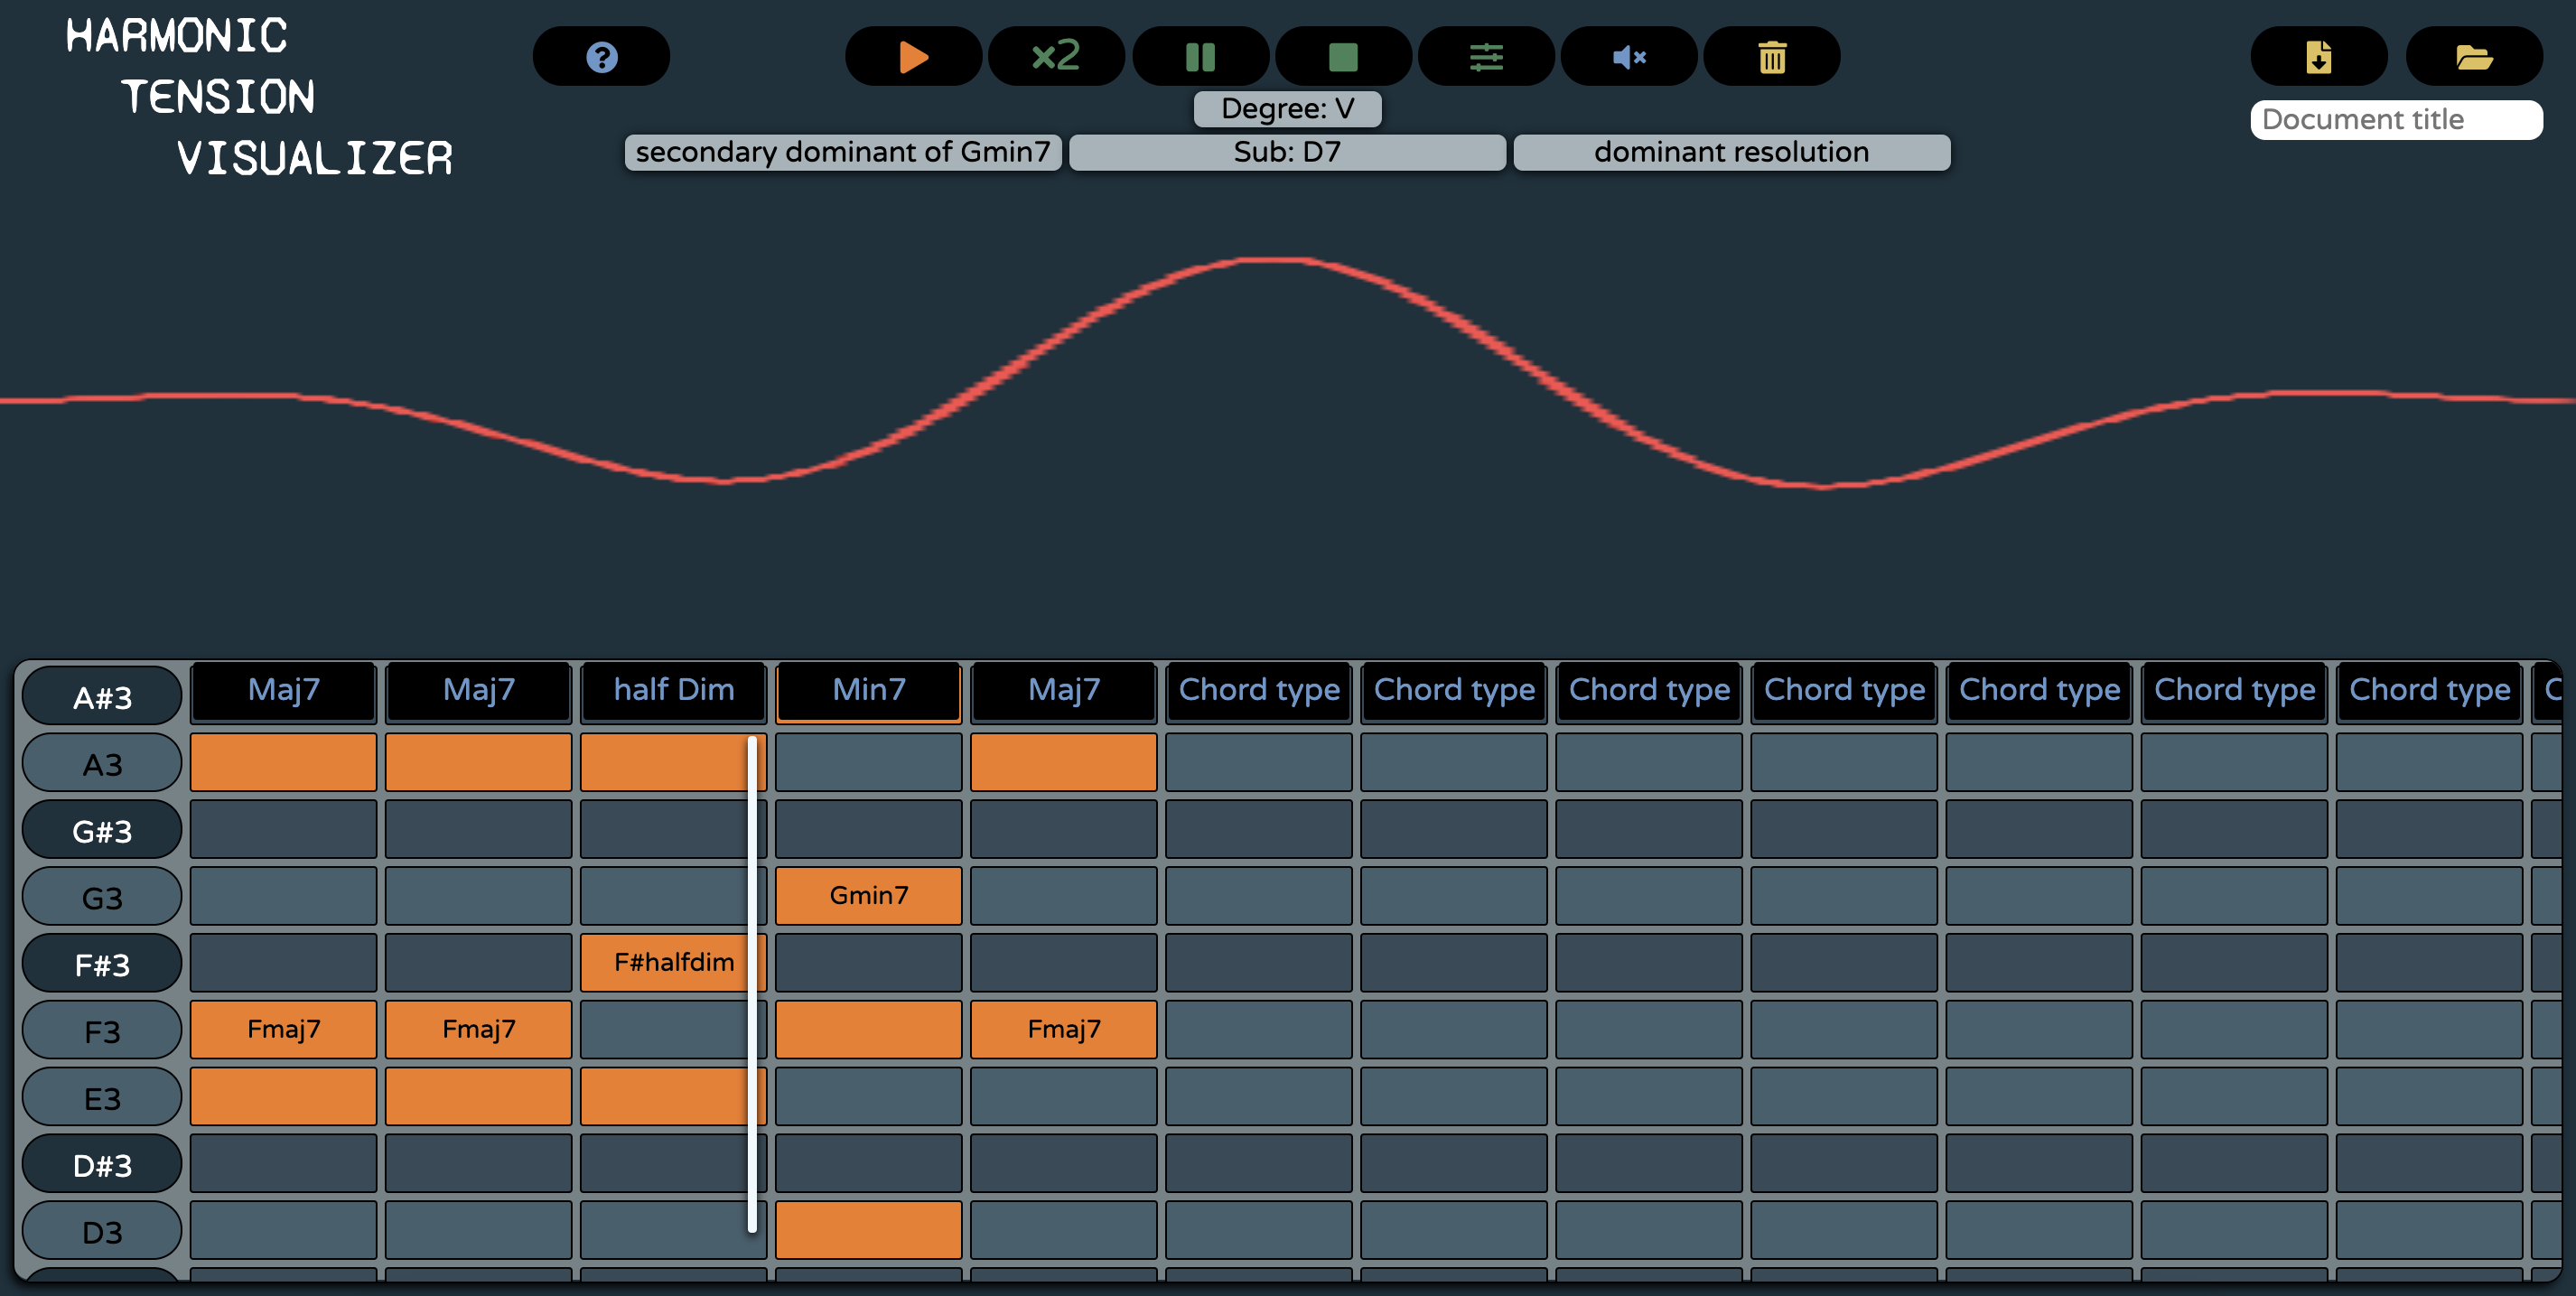 HARMONIC
TENSION
VISUALIZER
?
x2
Degree: V
secondary dominant of Gmin7
Sub: D7
dominant resolution
Document title
A#3 Maj7 Maj7 half Dim Min7 Maj7 Chord type Chord type Chord type Chord type Chord type Chord type Chord type C
A3
G#3
G3 Gmin7
F#3 F#halfdim
F3 Fmaj7 Fmaj7 Fmaj7
E3
D#3
D3